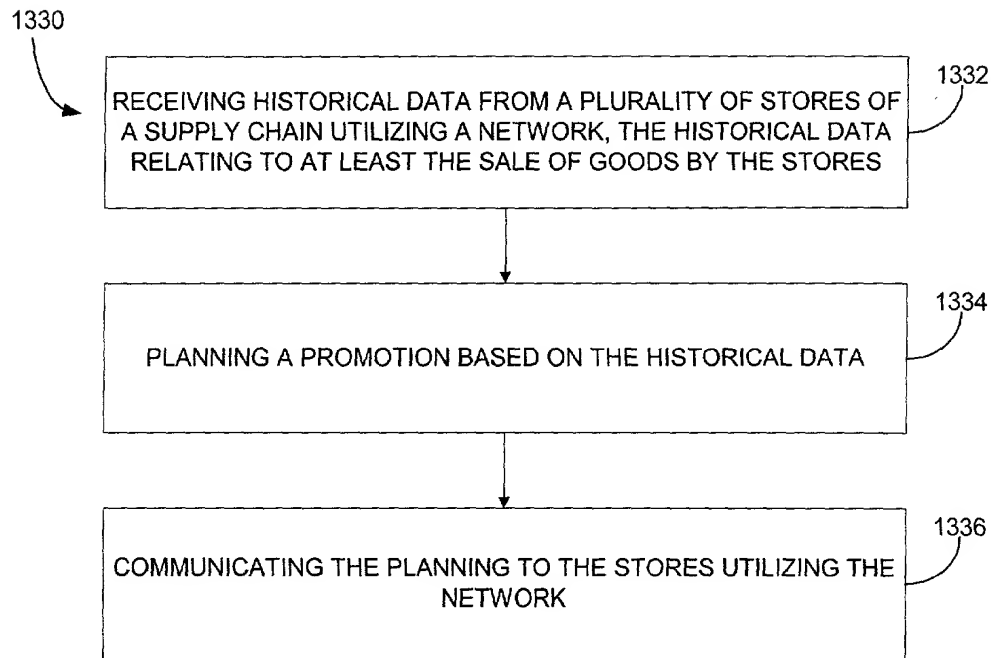 1330
1332
RECEIVING HISTORICAL DATA FROM A PLURALITY OF STORES OF
A SUPPLY CHAIN UTILIZING A NETWORK, THE HISTORICAL DATA
RELATING TO AT LEAST THE SALE OF GOODS BY THE STORES
1334
PLANNING A PROMOTION BASED ON THE HISTORICAL DATA
1336
COMMUNICATING THE PLANNING TO THE STORES UTILIZING THE
NETWORK